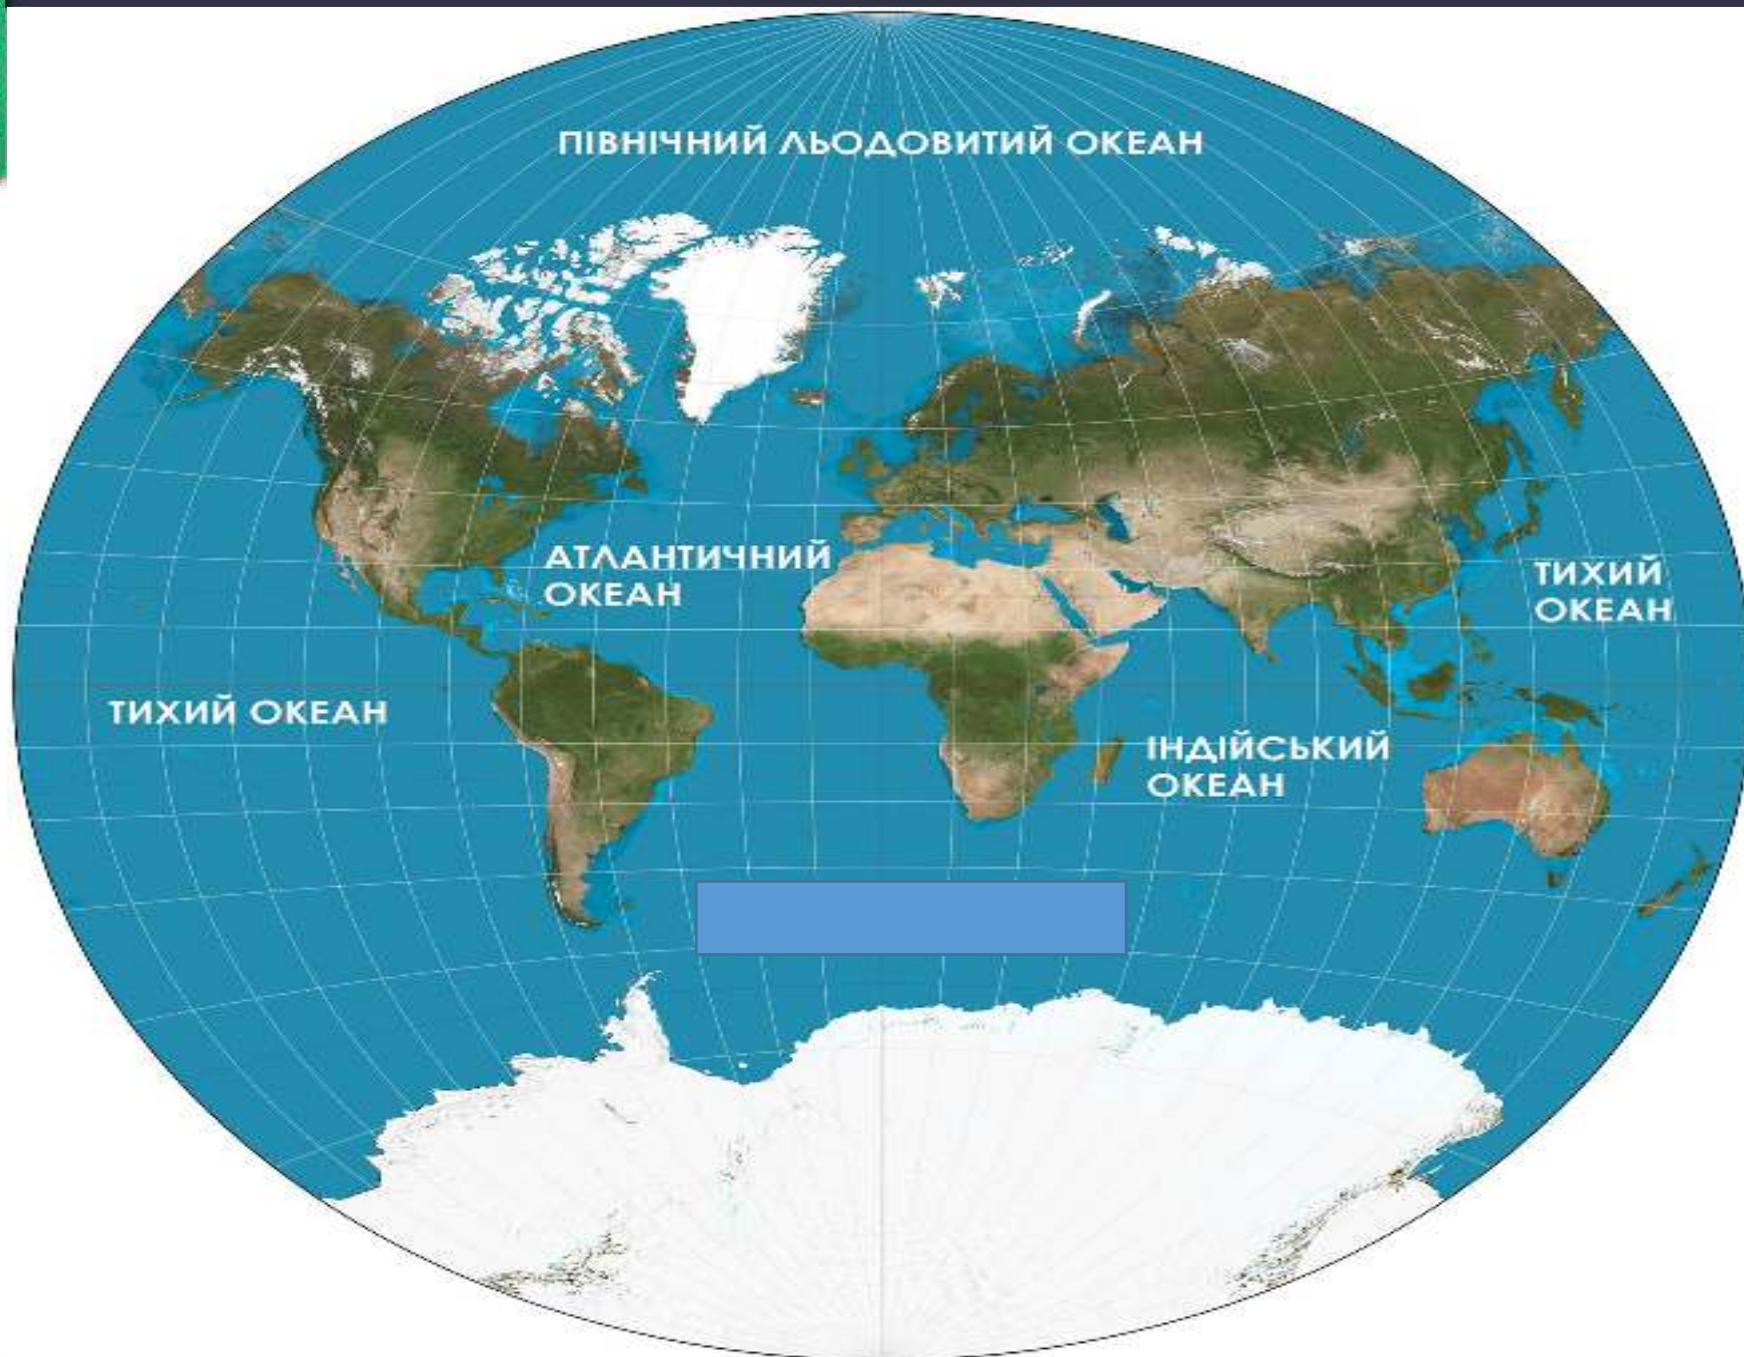 ПІВНІЧНИЙ ЛЬОДОВИТИЙ ОКЕАН
АТЛАНТИЧНИЙ
ОКЕАН
ТИХИЙ
ОКЕАН
ТИХИЙ ОКЕАН
ІНДІЙСЬКИЙ
ОКЕАН